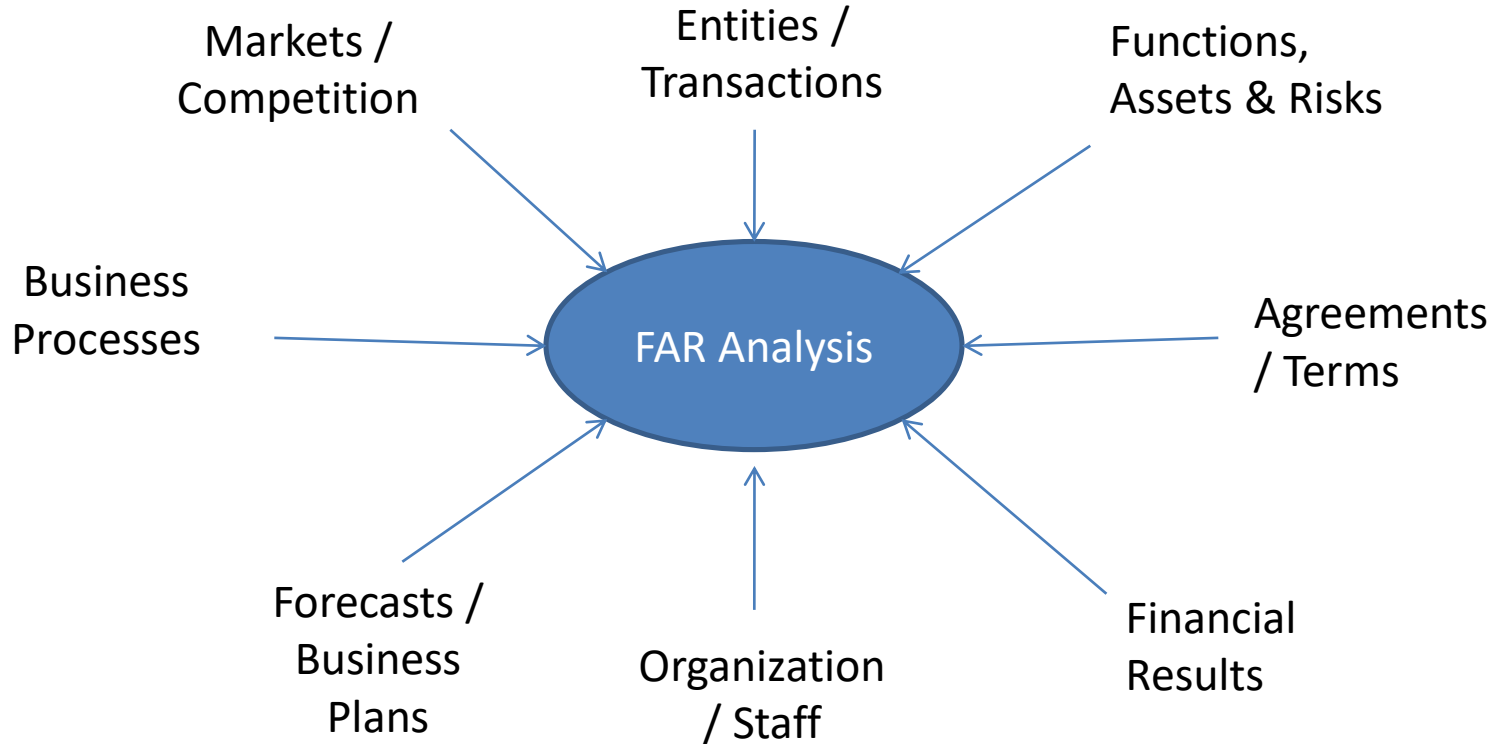 Markets /
Competition
Entities /
Transactions
Functions,
Assets & Risks
Business
Processes
FAR Analysis
Agreements
/ Terms
Forecasts /
Business
Plans
Organization
/ Staff
Financial
Results